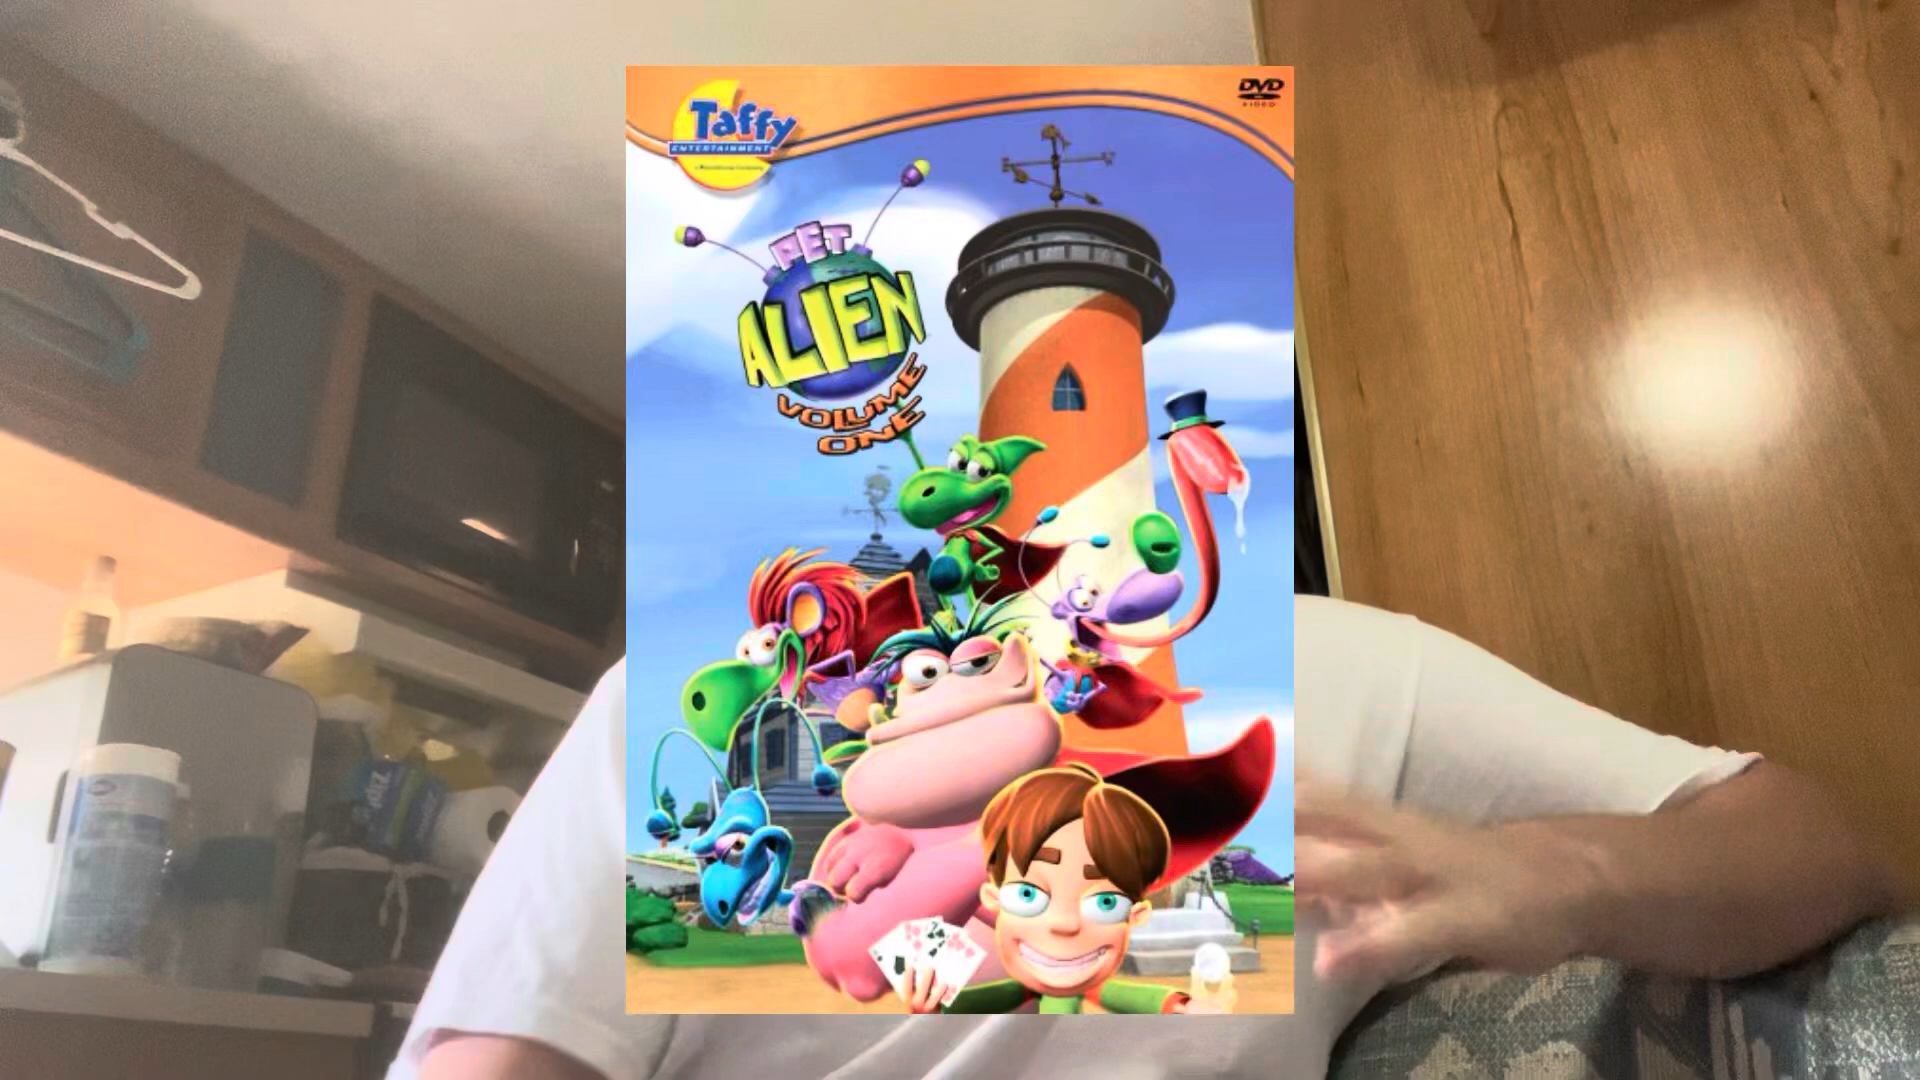 DVD
VIDEO
Taffy
ENTERTAINMENT
PET
ALIEN
VOLUME
ONE